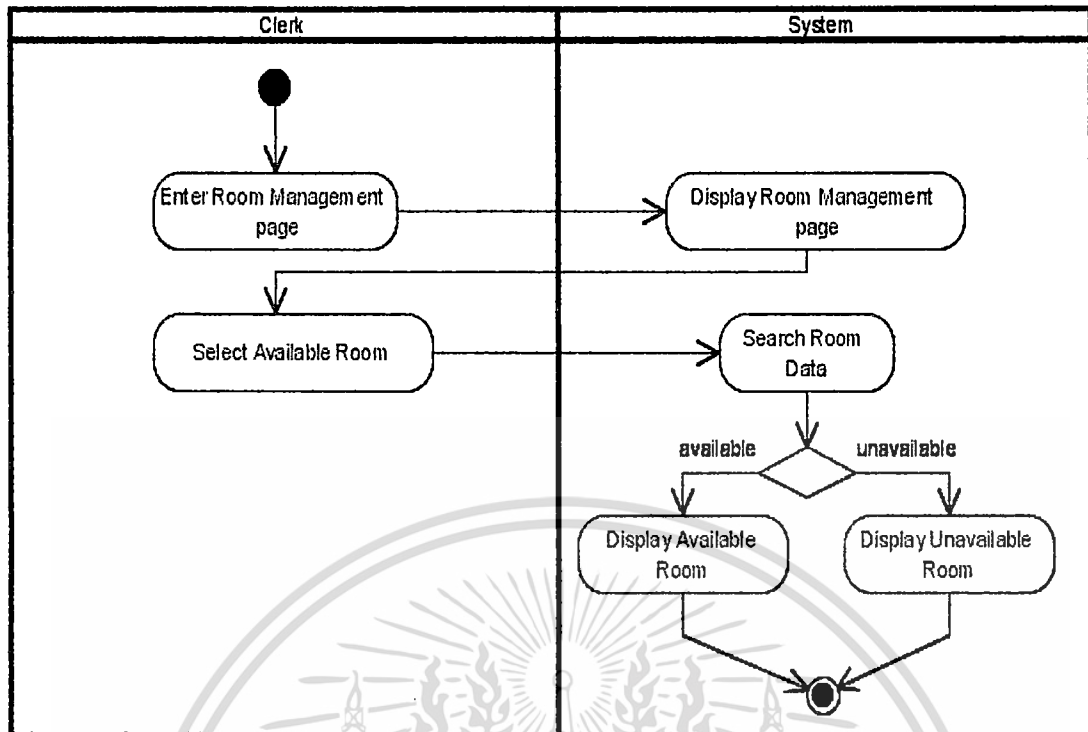 Clerk
System
Enter Room Management
page
Display Room Management
page
Select Available Room
Search Room
Data
available
unavailable
Display Available
Room
Display Unavailable
Room